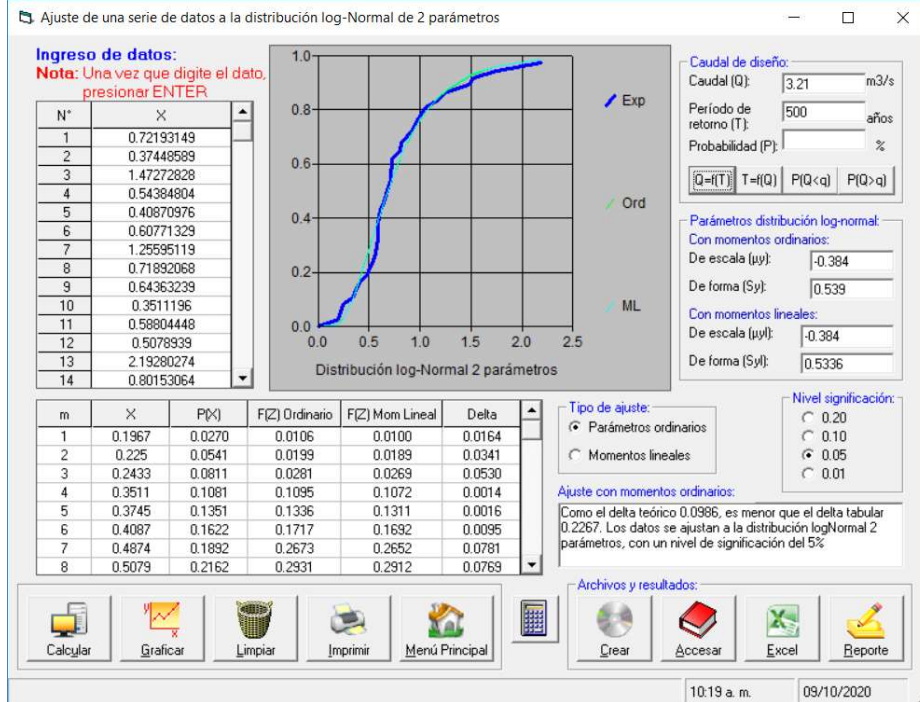 Ajuste de una serie de datos a la distribución log-Normal de 2 parámetros
Ingreso de datos:
Nota: Una vez que digite el dato,
presionar ENTER
N° X
1 0.72193149
2 0.37448589
3 1.47272828
4 0.54384804
5 0.40870976
6 0.60771329
7 1.25595119
8 0.71892068
9 0.64363239
10 0.3511196
11 0.58804448
12 0.5078939
13 2.19280274
14 0.80153064
1.0
0.8
0.6
0.4
0.2
0.0
0.0 0.5 1.0 1.5 2.0 2.5
Distribución log-Normal 2 parámetros
Exp
Ord
ML
Caudal de diseño:
Caudal (Q): 3.21 m3/s
Período de
retorno (T): 500 años
Probabilidad (P): %
Q=f(T) T=f(Q) P(Q<q) P(Q>q)
Parámetros distribución log-normal:
Con momentos ordinarios:
De escala (µy): -0.384
De forma (Sy): 0.539
Con momentos lineales:
De escala (µyl): -0.384
De forma (Syl): 0.5336
m X P(X) F(Z) Ordinario F(Z) Mom Lineal Delta
1 0.1967 0.0270 0.0106 0.0100 0.0164
2 0.225 0.0541 0.0199 0.0189 0.0341
3 0.2433 0.0811 0.0281 0.0269 0.0530
4 0.3511 0.1081 0.1095 0.1072 0.0014
5 0.3745 0.1351 0.1336 0.1311 0.0016
6 0.4087 0.1622 0.1717 0.1692 0.0095
7 0.4874 0.1892 0.2673 0.2652 0.0781
8 0.5079 0.2162 0.2931 0.2912 0.0769
Tipo de ajuste:
Parámetros ordinarios
Momentos lineales
Nivel significación:
0.20
0.10
0.05
0.01
Ajuste con momentos ordinarios:
Como el delta teórico 0.0986, es menor que el delta tabular
0.2267. Los datos se ajustan a la distribución logNormal 2
parámetros, con un nivel de significación del 5%
Calcular Graficar Limpiar Imprimir Menú Principal
Archivos y resultados:
Crear Accesar Excel Reporte
10:19 a. m. 09/10/2020